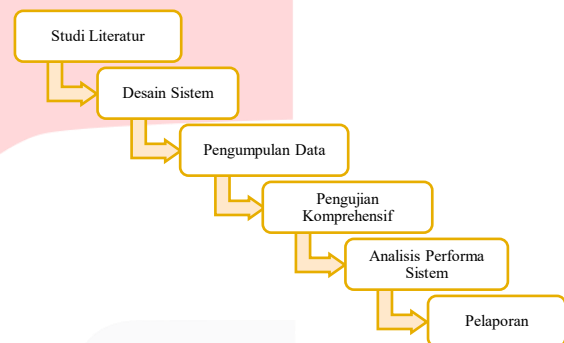 Studi Literatur
Desain Sistem
Pengumpulan Data
Pengujian
Komprehensif
Analisis Performa
Sistem
Pelaporan